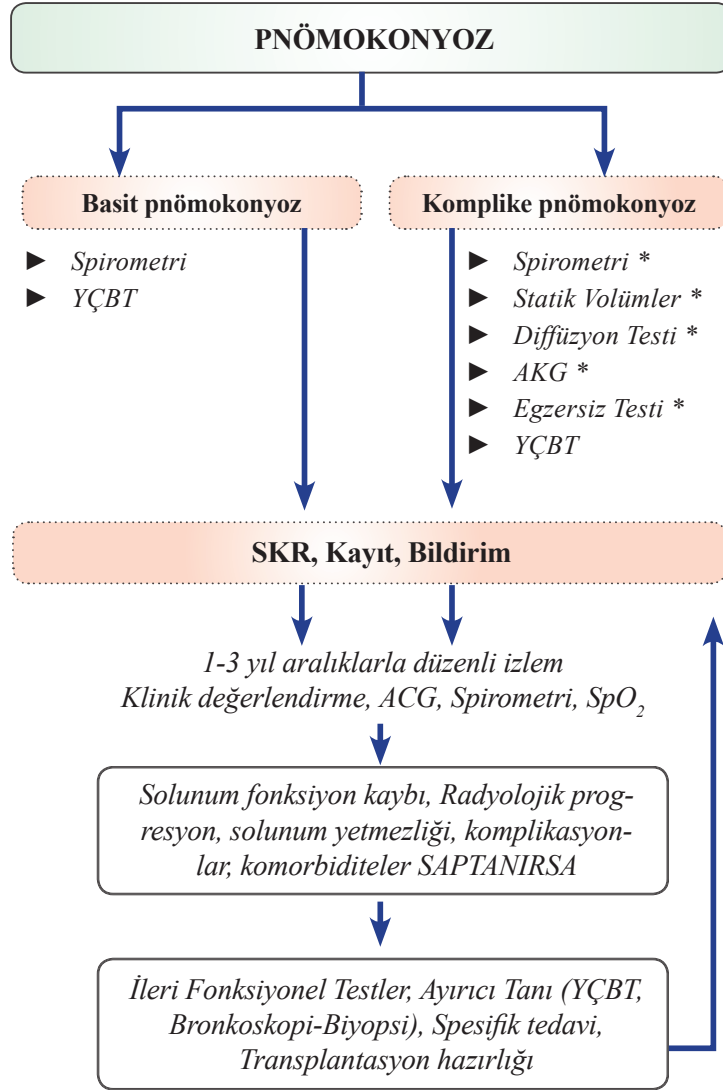 PNÖMOKONYOZ
Basit pnömokonyoz
► Spirometri
► YÇBT
Komplike pnömokonyoz
► Spirometri *
► Statik Volümler *
► Diffüzyon Testi *
► AKG *
► Egzersiz Testi *
► YÇBT
SKR, Kayıt, Bildirim
1-3 yıl aralıklarla düzenli izlem
Klinik değerlendirme, ACG, Spirometri, SpO₂
Solunum fonksiyon kaybı, Radyolojik prog-
resyon, solunum yetmezliği, komplikasyon-
lar, komorbiditeler SAPTANIRSA
İleri Fonksiyonel Testler, Ayırıcı Tanı (YÇBT,
Bronkoskopi-Biyopsi), Spesifik tedavi,
Transplantasyon hazırlığı